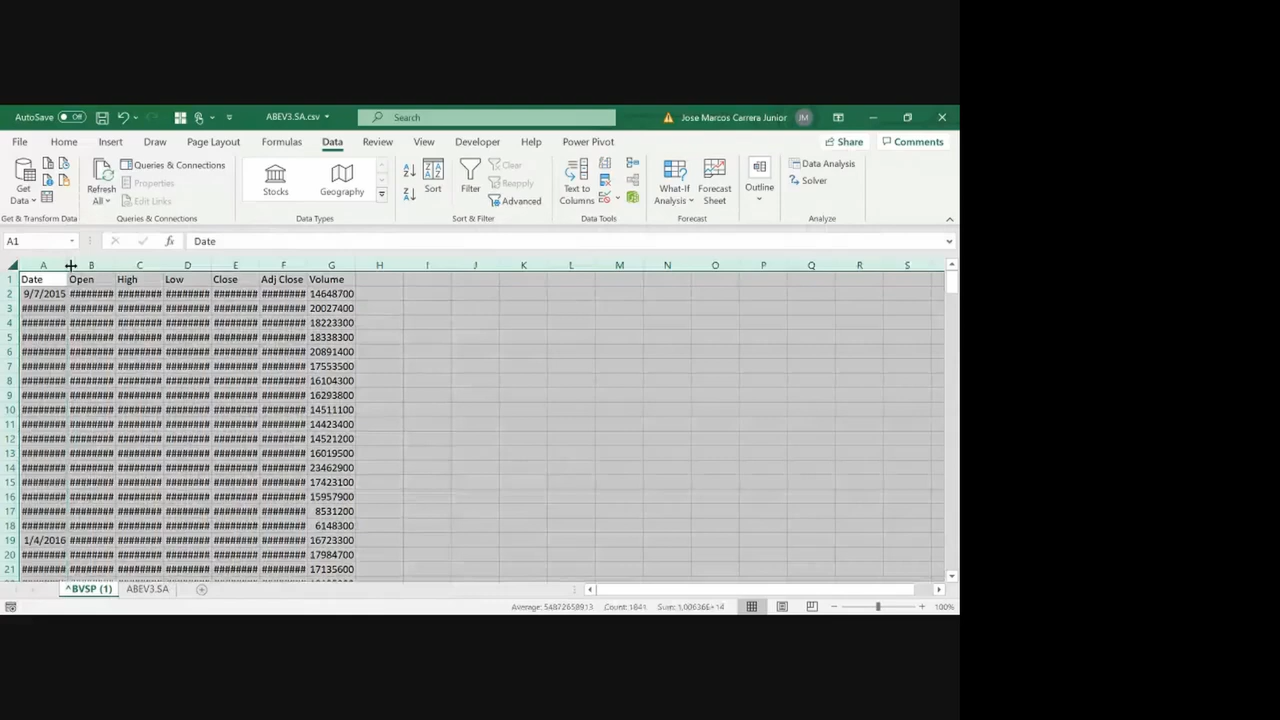 AutoSave Off ABEV3.SA.csv Search Jose Marcos Carrera Junior JM
File Home Insert Draw Page Layout Formulas Data Review View Developer Help Power Pivot Share Comments
Get Data Refresh All Queries & Connections Properties Edit Links Stocks Geography Sort Filter Clear Reapply Advanced Text to Columns What-If Analysis Forecast Sheet Outline Data Analysis Solver
Get & Transform Data Queries & Connections Data Types Sort & Filter Data Tools Forecast Analyze
A1 fx Date
A B C D E F G H I J K L M N O P Q R S
1 Date Open High Low Close Adj Close Volume
2 9/7/2015 ######## ######## ######## ######## ######## 14648700
3 ######## ######## ######## ######## ######## ######## 20027400
4 ######## ######## ######## ######## ######## ######## 18223300
5 ######## ######## ######## ######## ######## ######## 18338300
6 ######## ######## ######## ######## ######## ######## 20891400
7 ######## ######## ######## ######## ######## ######## 17553500
8 ######## ######## ######## ######## ######## ######## 16104300
9 ######## ######## ######## ######## ######## ######## 16293800
10 ######## ######## ######## ######## ######## ######## 14511100
11 ######## ######## ######## ######## ######## ######## 14423400
12 ######## ######## ######## ######## ######## ######## 14521200
13 ######## ######## ######## ######## ######## ######## 16019500
14 ######## ######## ######## ######## ######## ######## 23462900
15 ######## ######## ######## ######## ######## ######## 17423100
16 ######## ######## ######## ######## ######## ######## 15957900
17 ######## ######## ######## ######## ######## ######## 8531200
18 ######## ######## ######## ######## ######## ######## 6148300
19 1/4/2016 ######## ######## ######## ######## ######## 16723300
20 ######## ######## ######## ######## ######## ######## 17984700
21 ######## ######## ######## ######## ######## ######## 17135600
^BVSP (1) ABEV3.SA
Average: Count: 1841 Sum: 100%